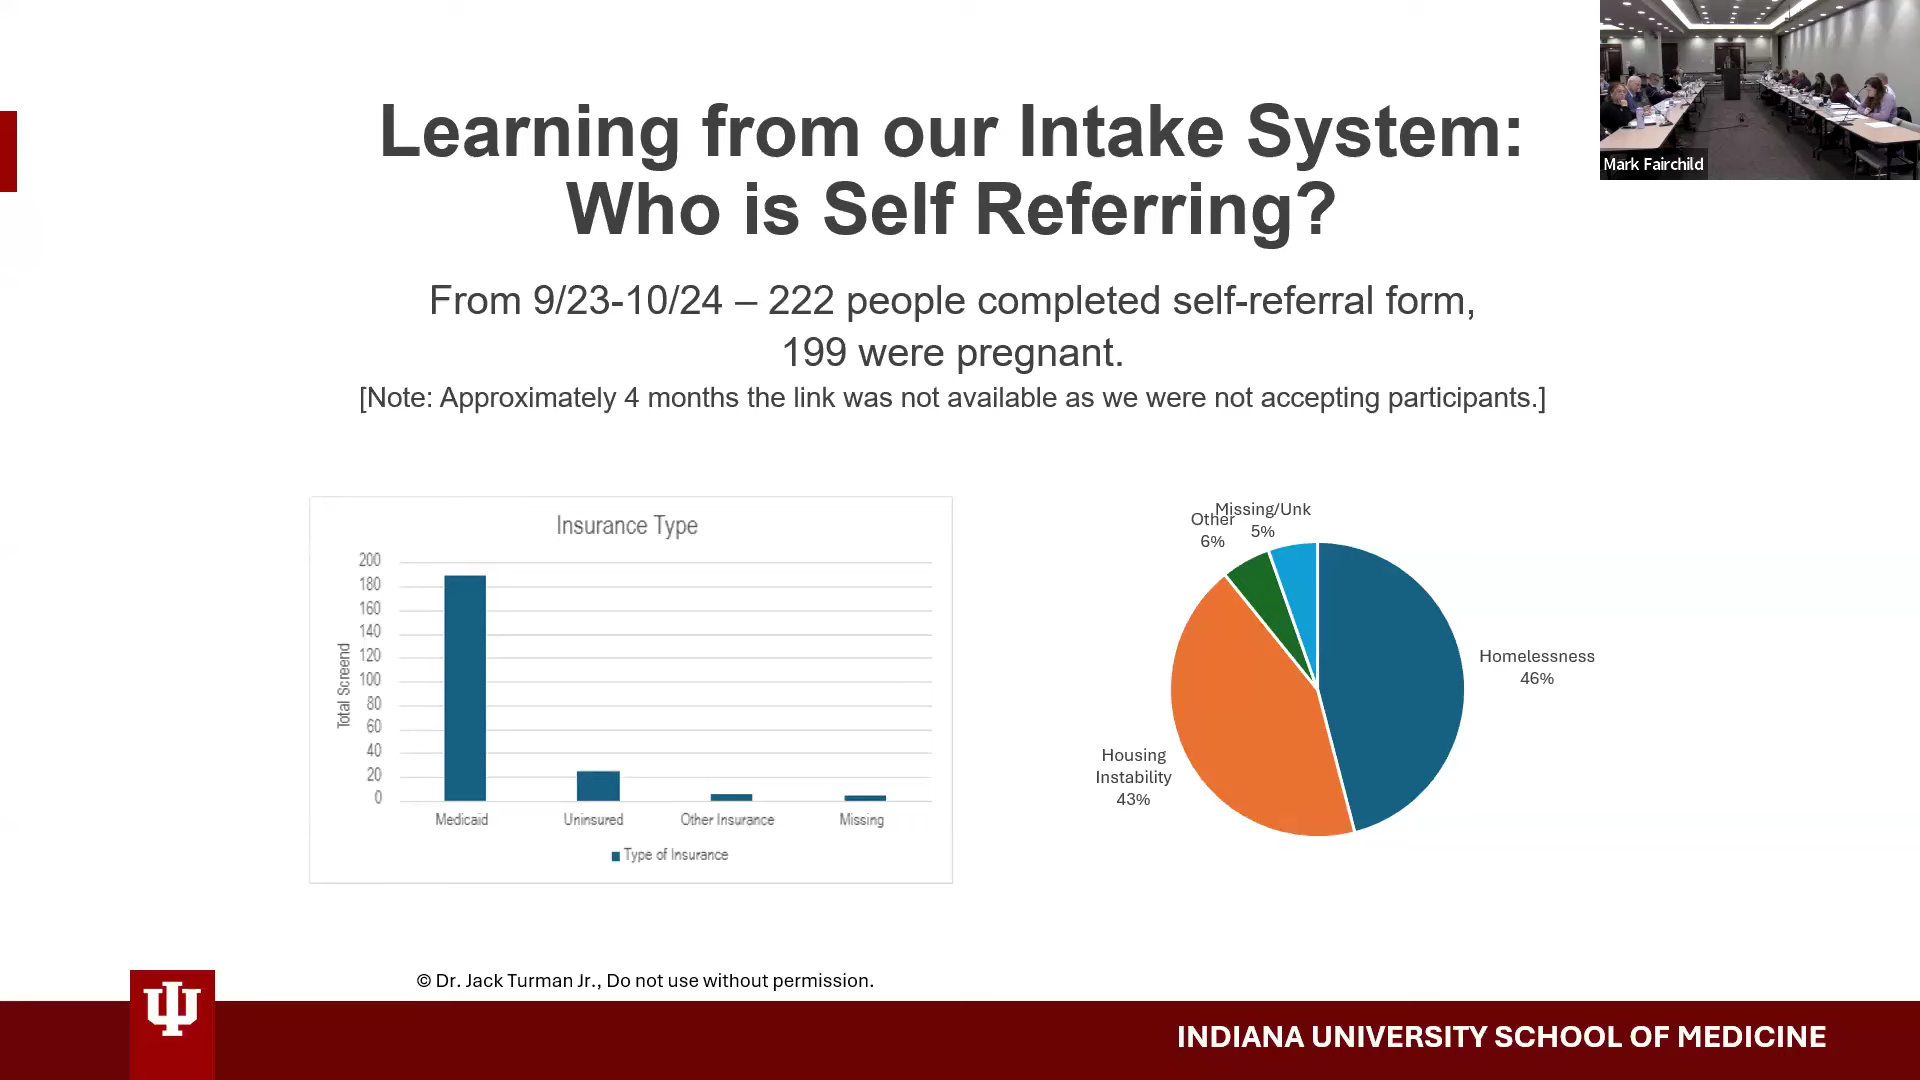 Learning from our Intake System:
Who is Self Referring?
Mark Fairchild
From 9/23-10/24 – 222 people completed self-referral form,
199 were pregnant.
[Note: Approximately 4 months the link was not available as we were not accepting participants.]
Insurance Type
Total Screend
200
180
160
140
120
100
80
60
40
20
0
Medicaid
Uninsured
Other Insurance
Missing
Type of Insurance
Missing/Unk
5%
Other
6%
Homelessness
46%
Housing
Instability
43%
© Dr. Jack Turman Jr., Do not use without permission.
INDIANA UNIVERSITY SCHOOL OF MEDICINE